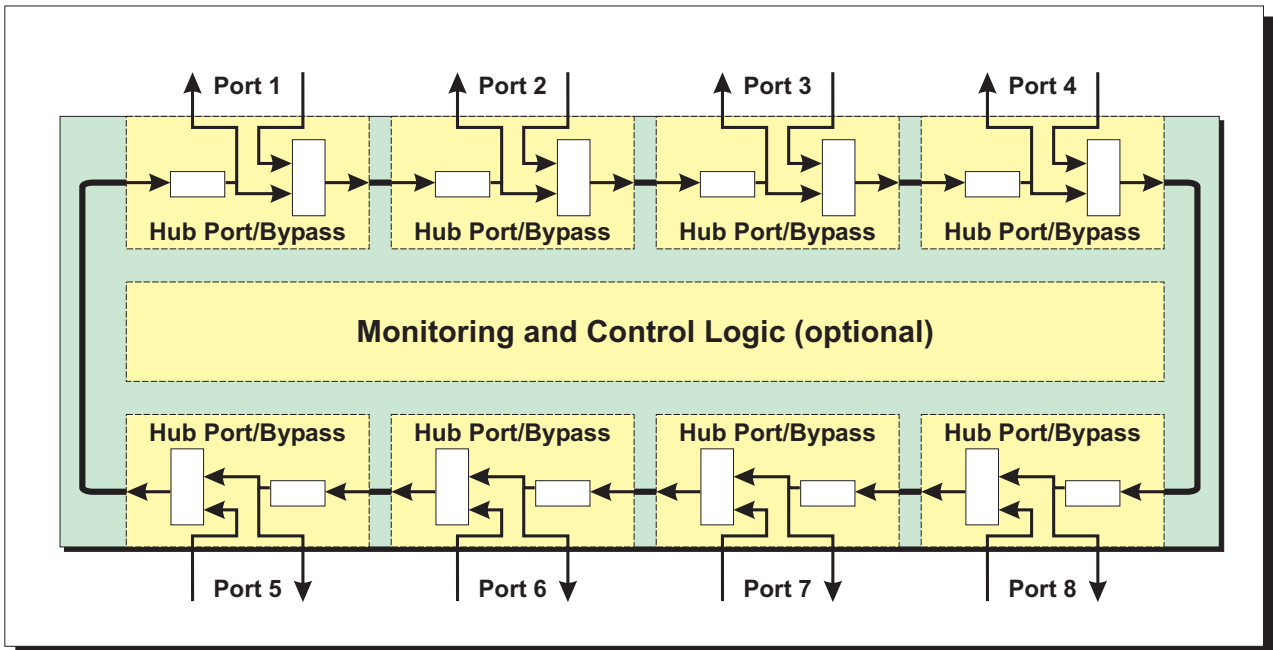 Port 1
Port 2
Port 3
Port 4
Hub Port/Bypass
Hub Port/Bypass
Hub Port/Bypass
Hub Port/Bypass
Monitoring and Control Logic (optional)
Hub Port/Bypass
Hub Port/Bypass
Hub Port/Bypass
Hub Port/Bypass
Port 5
Port 6
Port 7
Port 8